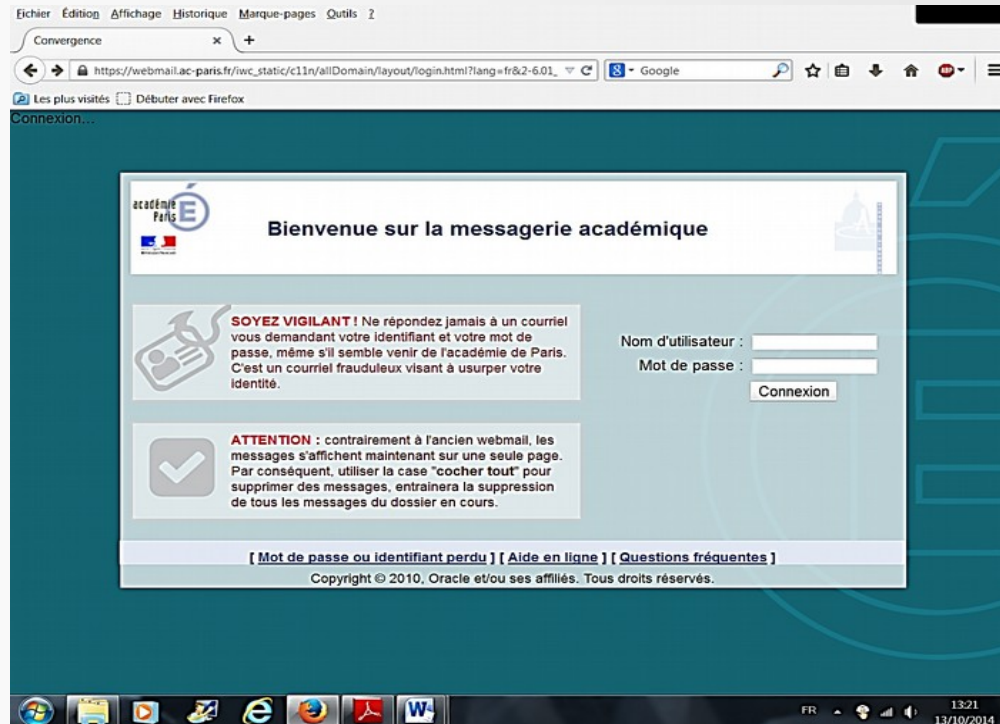 Fichier Édition Affichage Historique Marque-pages Outils ?
Convergence × +
https://webmail.ac-paris.fr/iwc_static/c11n/allDomain/layout/login.html?lang=fr&2-6.01_ Google
Les plus visités Débuter avec Firefox
Connexion...
académie
Paris
Bienvenue sur la messagerie académique
SOYEZ VIGILANT ! Ne répondez jamais à un courriel
vous demandant votre identifiant et votre mot de
passe, même s'il semble venir de l'académie de Paris.
C'est un courriel frauduleux visant à usurper votre
identité.
Nom d'utilisateur :
Mot de passe :
Connexion
ATTENTION : contrairement à l'ancien webmail, les
messages s'affichent maintenant sur une seule page.
Par conséquent, utiliser la case "cocher tout" pour
supprimer des messages, entrainera la suppression
de tous les messages du dossier en cours.
[ Mot de passe ou identifiant perdu ] [ Aide en ligne ] [ Questions fréquentes ]
Copyright © 2010, Oracle et/ou ses affiliés. Tous droits réservés.
FR 13:21
13/10/2014